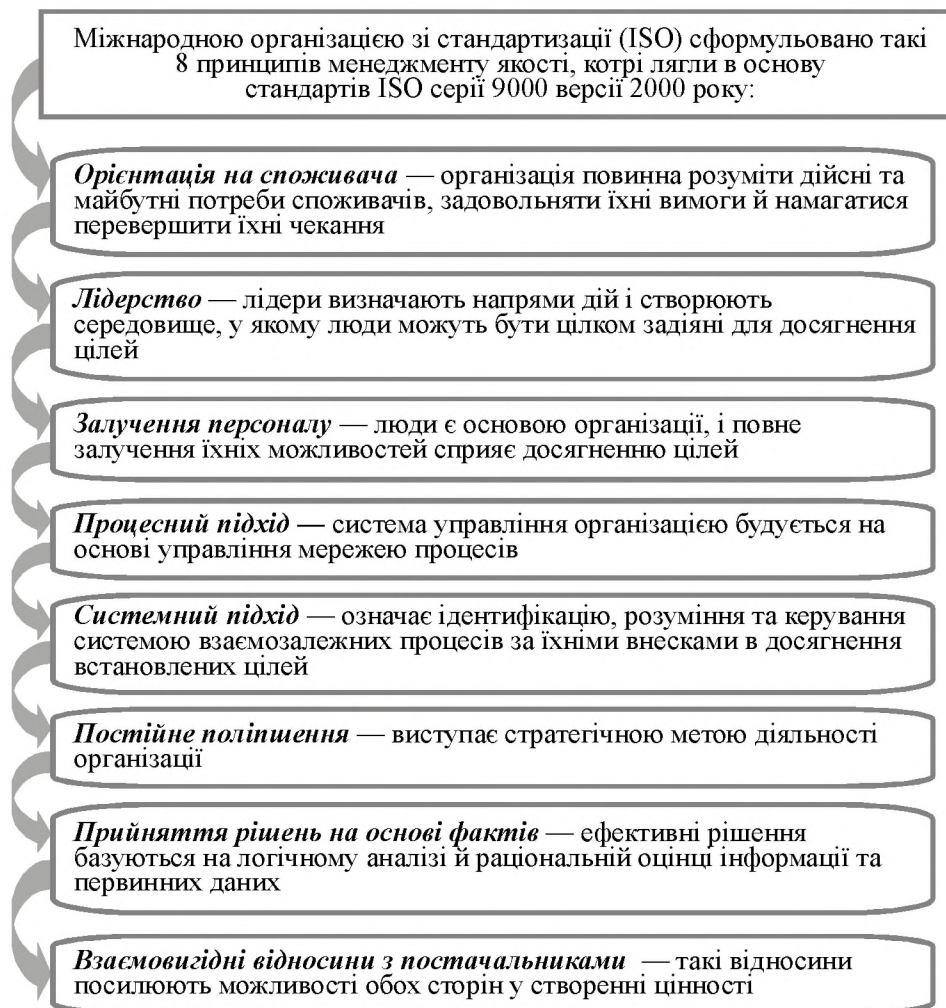 Міжнародною організацією зі стандартизації (ISO) сформульовано такі
8 принципів менеджменту якості, котрі лягли в основу
стандартів ISO серії 9000 версії 2000 року:
Орієнтація на споживача — організація повинна розуміти дійсні та
майбутні потреби споживачів, задовольняти їхні вимоги й намагатися
перевершити їхні чекання
Лідерство — лідери визначають напрями дій і створюють
середовище, у якому люди можуть бути цілком задіяні для досягнення
цілей
Залучення персоналу — люди є основою організації, і повне
залучення їхніх можливостей сприяє досягненню цілей
Процесний підхід — система управління організацією будується на
основі управління мережею процесів
Системний підхід — означає ідентифікацію, розуміння та керування
системою взаємозалежних процесів за їхніми внесками в досягнення
встановлених цілей
Постійне поліпшення — виступає стратегічною метою діяльності
організації
Прийняття рішень на основі фактів — ефективні рішення
базуються на логічному аналізі й раціональній оцінці інформації та
первинних даних
Взаємовигідні відносини з постачальниками — такі відносини
посилюють можливості обох сторін у створенні цінності